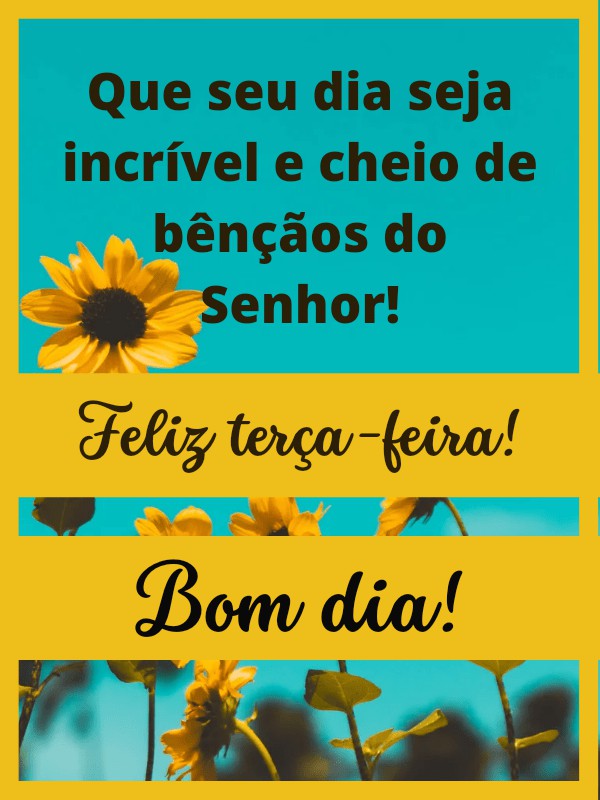 Que seu dia seja
incrível e cheio de
bênçãos do
Senhor!
Feliz terça-feira!
Bom dia!